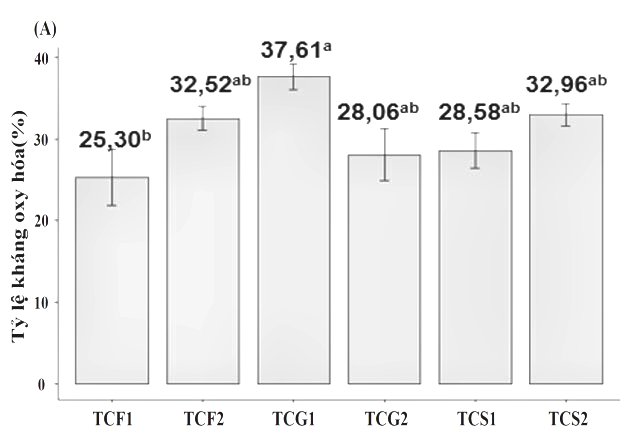 (A)
Tỷ lệ kháng oxy hóa(%)
40
30
20
10
0
25,30ᵇ
32,52ᵃᵇ
37,61ᵃ
28,06ᵃᵇ
28,58ᵃᵇ
32,96ᵃᵇ
TCF1 TCF2 TCG1 TCG2 TCS1 TCS2